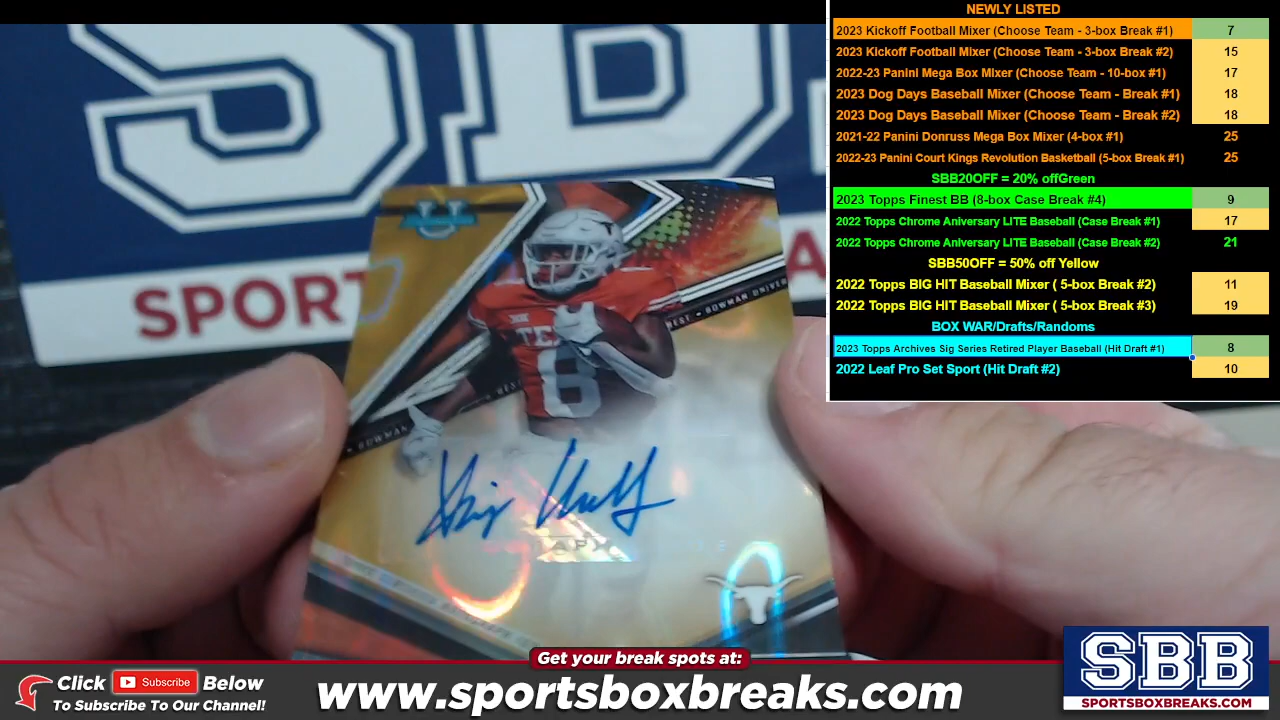 NEWLY LISTED
2023 Kickoff Football Mixer (Choose Team - 3-box Break #1) 7
2023 Kickoff Football Mixer (Choose Team - 3-box Break #2) 15
2022-23 Panini Mega Box Mixer (Choose Team - 10-box #1) 17
2023 Dog Days Baseball Mixer (Choose Team - Break #1) 18
2023 Dog Days Baseball Mixer (Choose Team - Break #2) 18
2021-22 Panini Donruss Mega Box Mixer (4-box #1) 25
2022-23 Panini Court Kings Revolution Basketball (5-box Break #1) 25
SBB20OFF = 20% offGreen
2023 Topps Finest BB (8-box Case Break #4) 9
2022 Topps Chrome Aniversary LITE Baseball (Case Break #1) 17
2022 Topps Chrome Aniversary LITE Baseball (Case Break #2) 21
SBB50OFF = 50% off Yellow
2022 Topps BIG HIT Baseball Mixer ( 5-box Break #2) 11
2022 Topps BIG HIT Baseball Mixer ( 5-box Break #3) 19
BOX WAR/Drafts/Randoms
2023 Topps Archives Sig Series Retired Player Baseball (Hit Draft #1) 8
2022 Leaf Pro Set Sport (Hit Draft #2) 10
SBB
SPORT
U
8
Get your break spots at:
Click Subscribe Below
To Subscribe To Our Channel!
www.sportsboxbreaks.com
SBB
SPORTSBOXBREAKS.COM